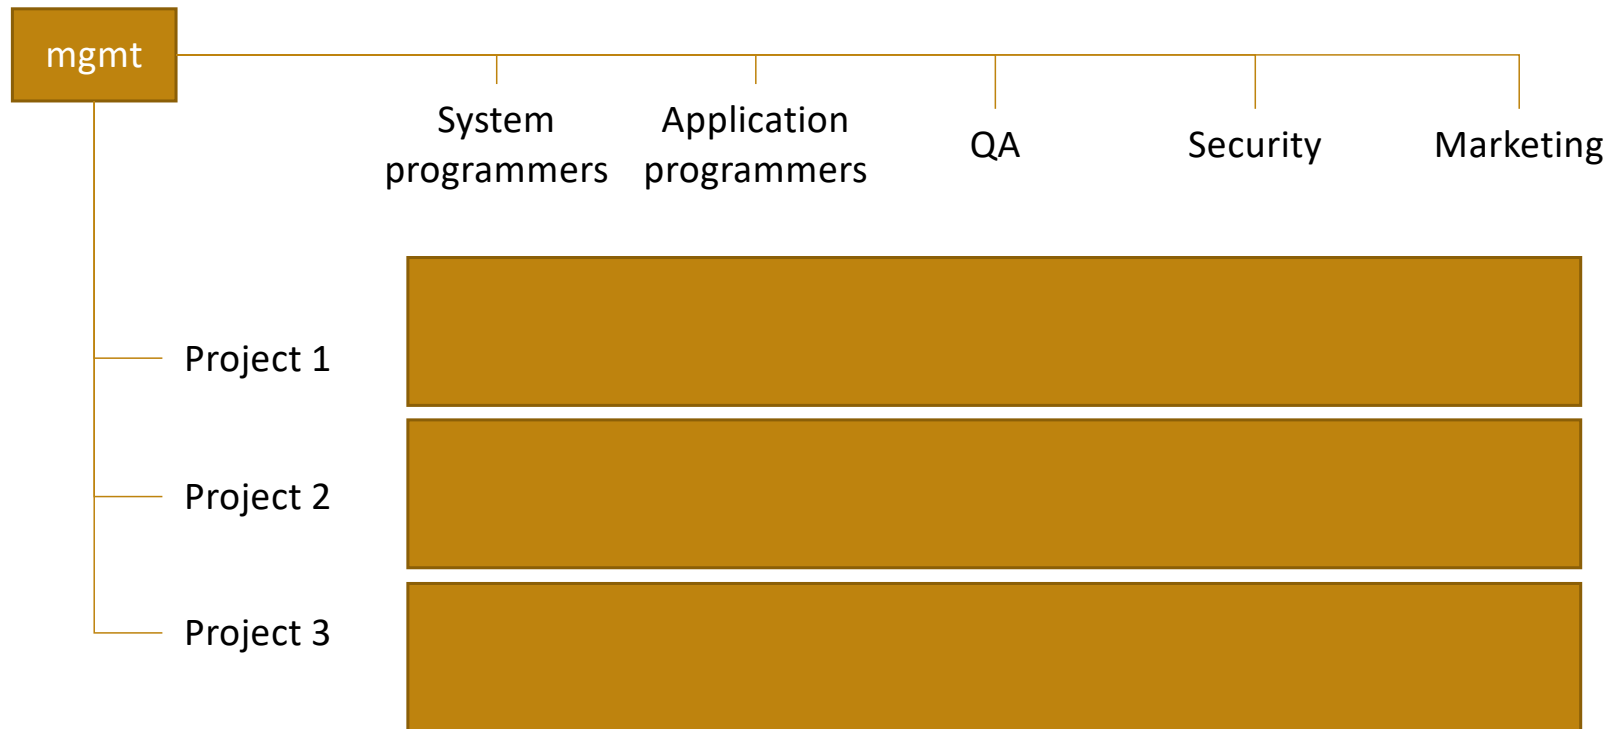 mgmt
System
programmers
Application
programmers
QA
Security
Marketing
Project 1
Project 2
Project 3